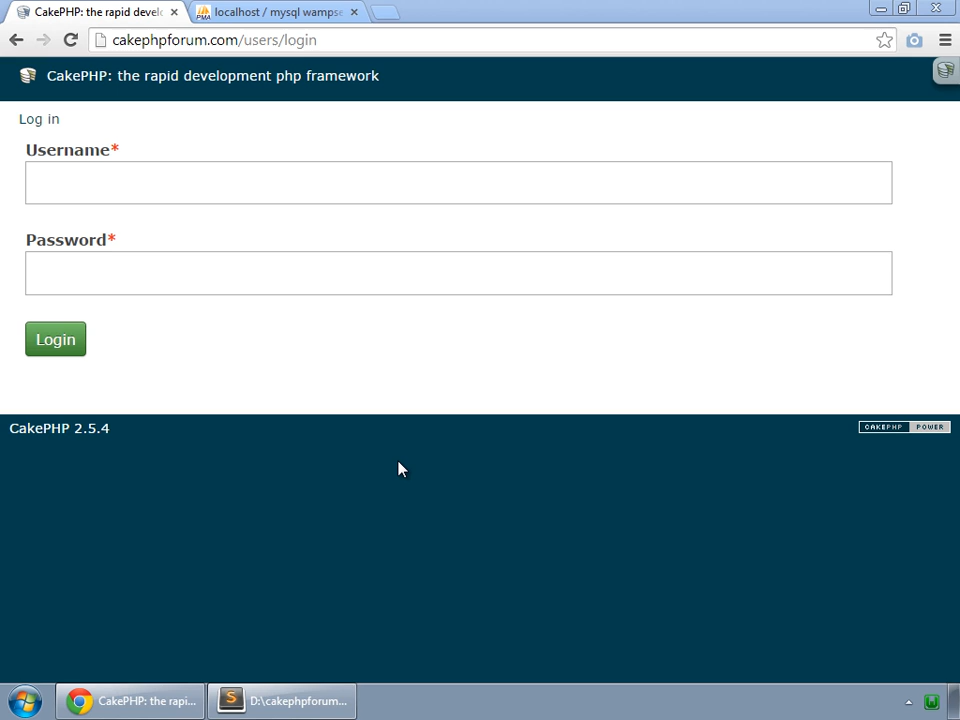 CakePHP: the rapid develo
localhost / mysql wampse
cakephpforum.com/users/login
CakePHP: the rapid development php framework
Log in
Username*
Password*
Login
CakePHP 2.5.4
CAKEPHP POWER
CakePHP: the rapi...
D:\cakephpforum...